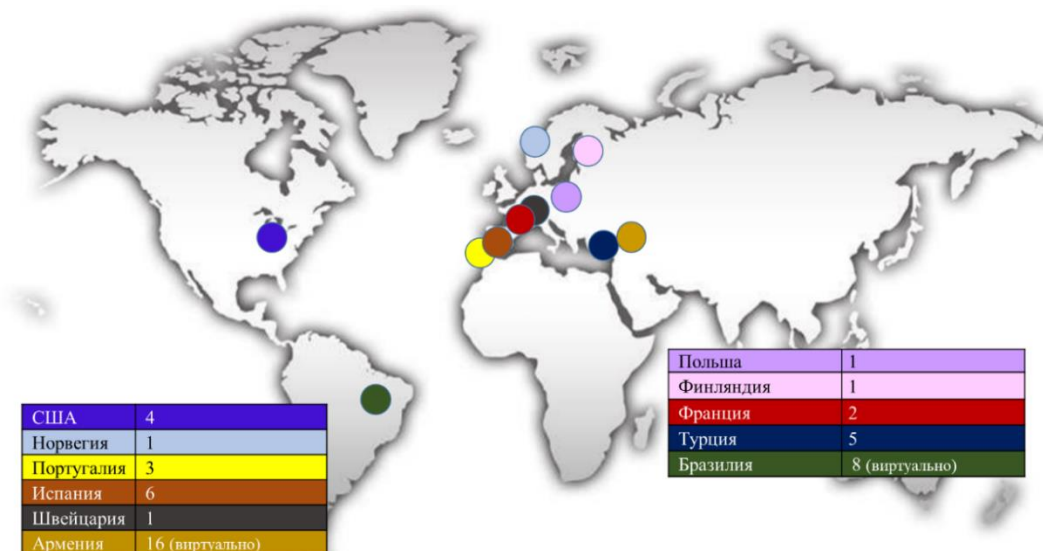 США 4
Норвегия 1
Португалия 3
Испания 6
Швейцария 1
Армения 16 (виртуально)
Польша 1
Финляндия 1
Франция 2
Турция 5
Бразилия 8 (виртуально)